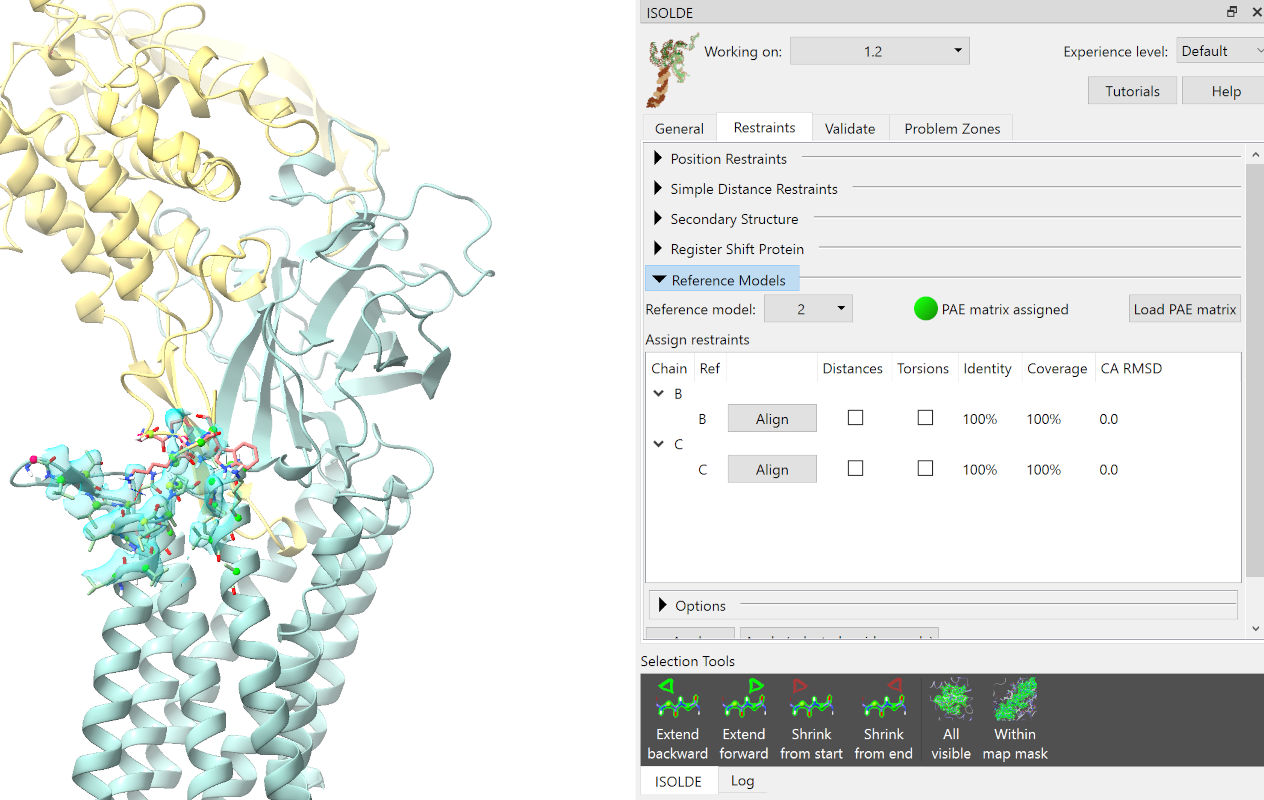 ISOLDE
Working on: 1.2 Experience level: Default
Tutorials Help
General Restraints Validate Problem Zones
Position Restraints
Simple Distance Restraints
Secondary Structure
Register Shift Protein
Reference Models
Reference model: 2 PAE matrix assigned Load PAE matrix
Assign restraints
Chain Ref Distances Torsions Identity Coverage CA RMSD
B
B Align 100% 100% 0.0
C
C Align 100% 100% 0.0
Options
Selection Tools
Extend backward
Extend forward
Shrink from start
Shrink from end
All visible
Within map mask
ISOLDE Log